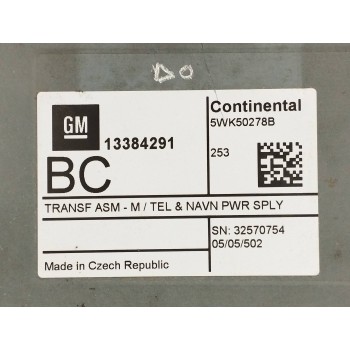 DO
GM
13384291
BC
Continental
5WK50278B
253
TRANSF ASM - M / TEL & NAVN PWR SPLY
SN: 32570754
05/05/502
Made in Czech Republic